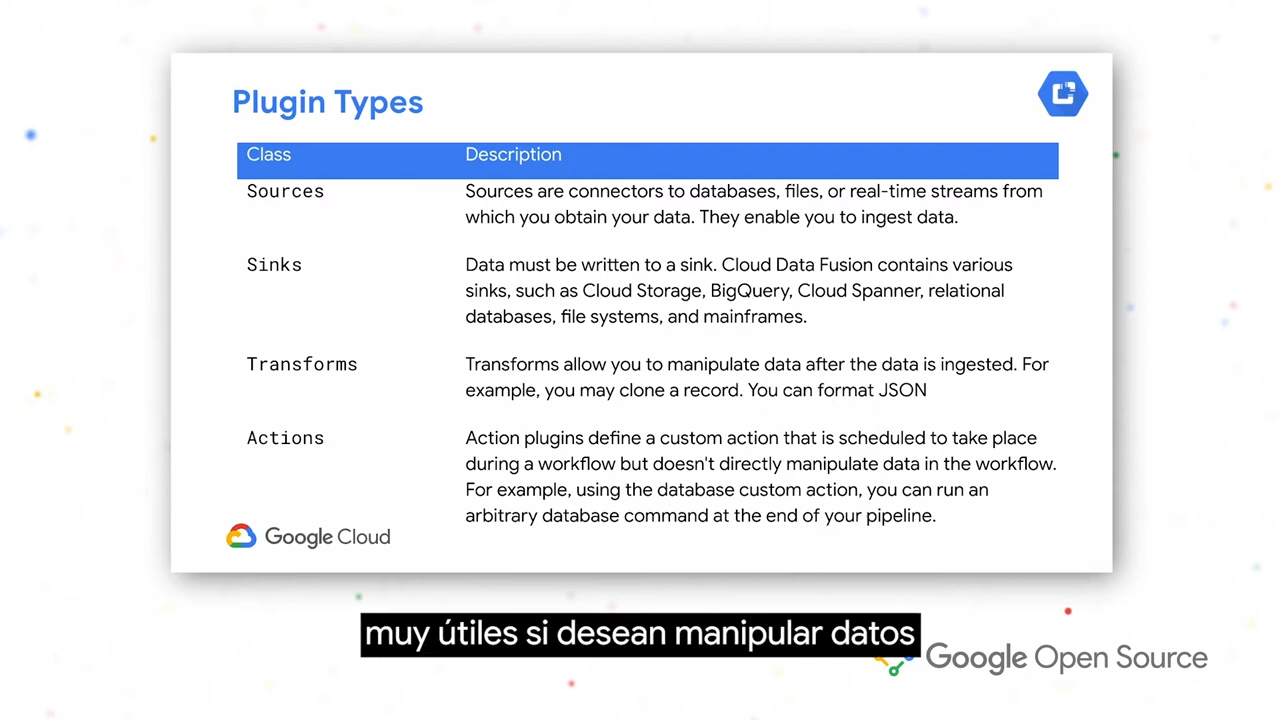 Plugin Types
Class Description
Sources Sources are connectors to databases, files, or real-time streams from
which you obtain your data. They enable you to ingest data.
Sinks Data must be written to a sink. Cloud Data Fusion contains various
sinks, such as Cloud Storage, BigQuery, Cloud Spanner, relational
databases, file systems, and mainframes.
Transforms Transforms allow you to manipulate data after the data is ingested. For
example, you may clone a record. You can format JSON
Actions Action plugins define a custom action that is scheduled to take place
during a workflow but doesn't directly manipulate data in the workflow.
For example, using the database custom action, you can run an
arbitrary database command at the end of your pipeline.
Google Cloud
muy útiles si desean manipular datos
Google Open Source